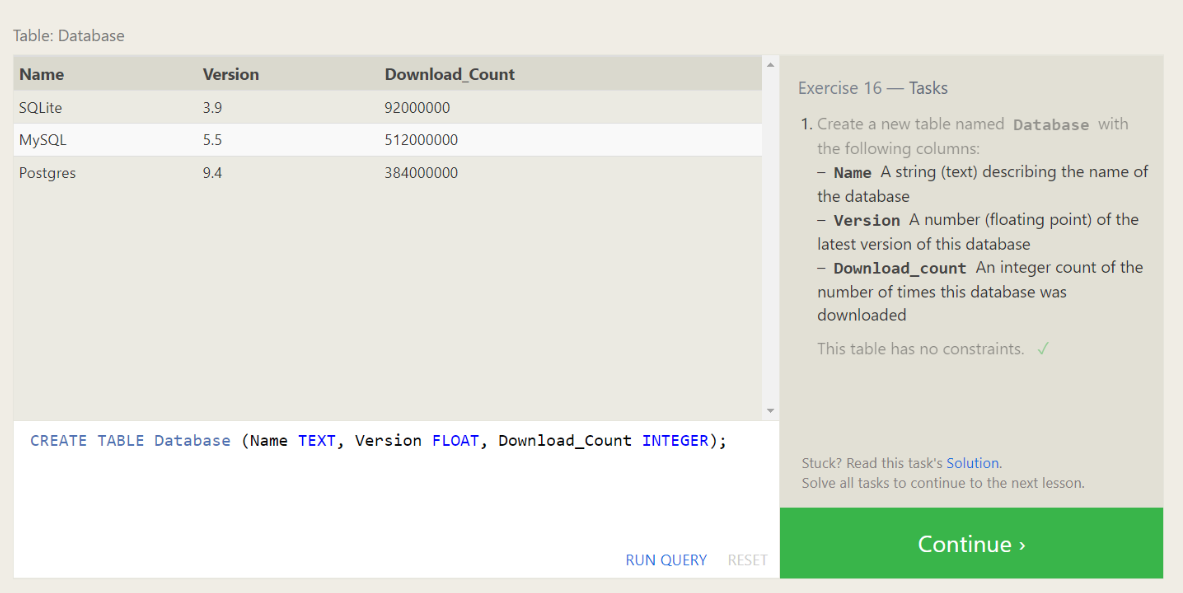 Table: Database
Name Version Download_Count
SQLite 3.9 92000000
MySQL 5.5 512000000
Postgres 9.4 384000000
CREATE TABLE Database (Name TEXT, Version FLOAT, Download_Count INTEGER);
RUN QUERY RESET
Exercise 16 — Tasks
1. Create a new table named Database with
the following columns:
– Name A string (text) describing the name of
the database
– Version A number (floating point) of the
latest version of this database
– Download_count An integer count of the
number of times this database was
downloaded
This table has no constraints. ✓
Stuck? Read this task's Solution.
Solve all tasks to continue to the next lesson.
Continue ›